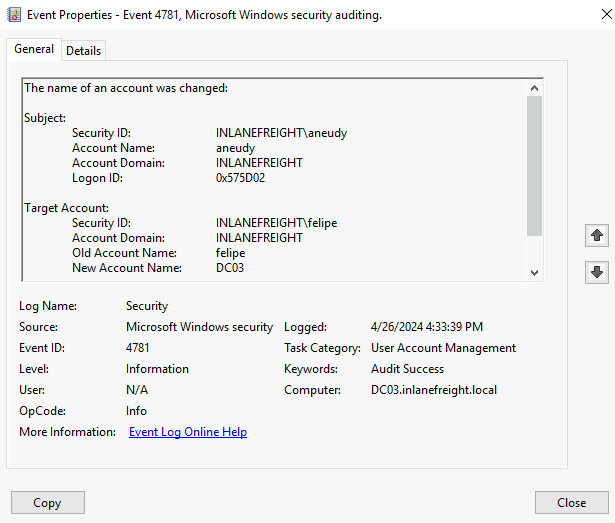 Event Properties - Event 4781, Microsoft Windows security auditing.
General Details
The name of an account was changed:
Subject:
Security ID: INLANEFREIGHT\aneudy
Account Name: aneudy
Account Domain: INLANEFREIGHT
Logon ID: 0x575D02
Target Account:
Security ID: INLANEFREIGHT\felipe
Account Domain: INLANEFREIGHT
Old Account Name: felipe
New Account Name: DC03
Log Name: Security
Source: Microsoft Windows security Logged: 4/26/2024 4:33:39 PM
Event ID: 4781 Task Category: User Account Management
Level: Information Keywords: Audit Success
User: N/A Computer: DC03.inlanefreight.local
OpCode: Info
More Information: Event Log Online Help
Copy Close